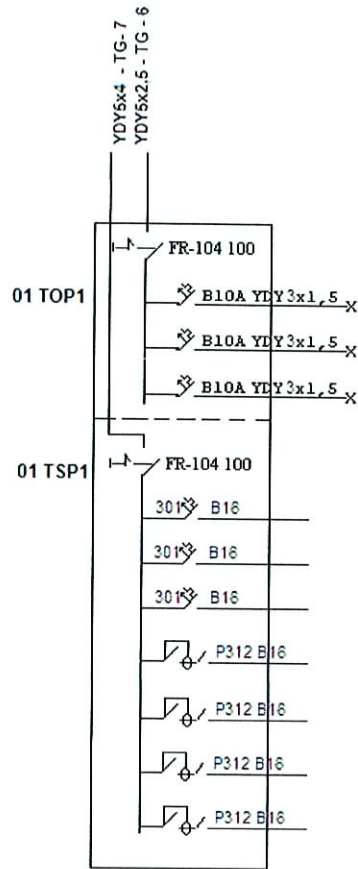 YDY5x4 - TG- 7
YDY5x2,5 - TG - 6
FR-104 100
01 TOP1
B10A YDY3x1,5
B10A YDY3x1,5
B10A YDY3x1,5
01 TSP1
FR-104 100
301 B16
301 B16
301 B16
P312 B16
P312 B16
P312 B16
P312 B16